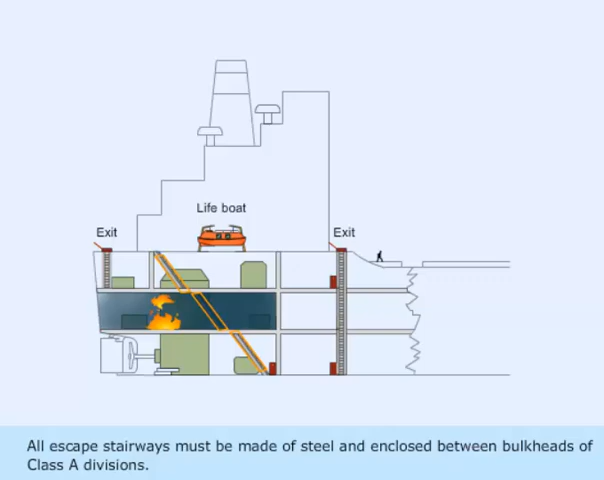 Life boat
Exit
Exit
All escape stairways must be made of steel and enclosed between bulkheads of
Class A divisions.